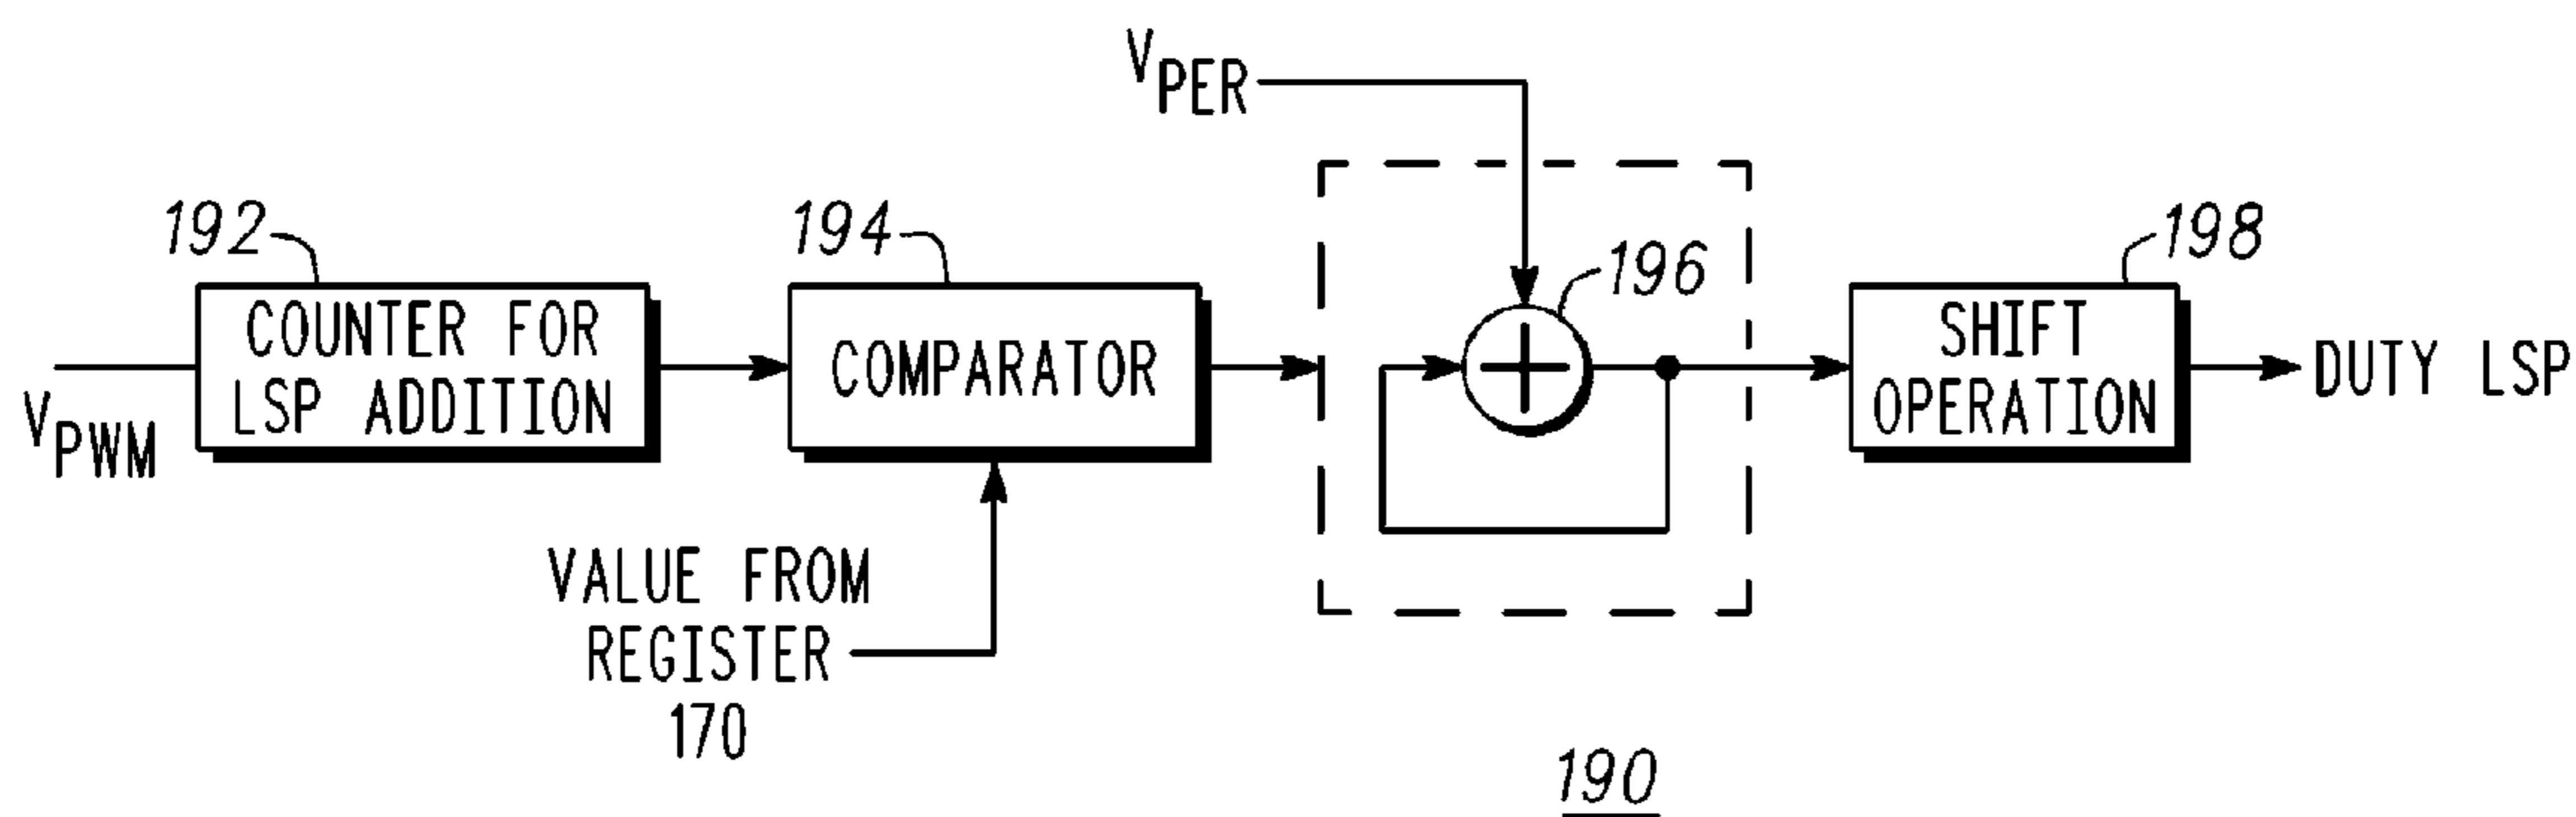 VPER
192
194
196
198
COUNTER FOR
LSP ADDITION
COMPARATOR
SHIFT
OPERATION
DUTY LSP
VPWM
VALUE FROM
REGISTER
170
190